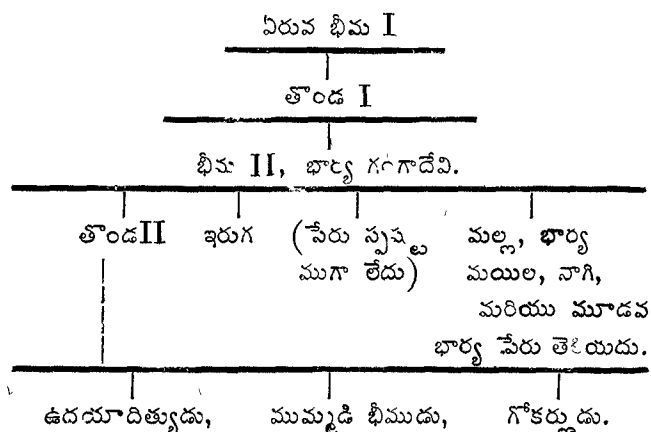 ఏరువ భీమ I
తొండ I
భీమ II, భార్య గంగాదేవి.
తొండII ఇరుగ (పేరు స్పష్ట మల్ల, భార్య
ముగా లేదు) మయిల, నాగి,
మరియు మూడవ
భార్య పేరు తెలియదు.
ఉదయాదిత్యుడు, ముమ్మడి భీముడు, గోకర్ణుడు.